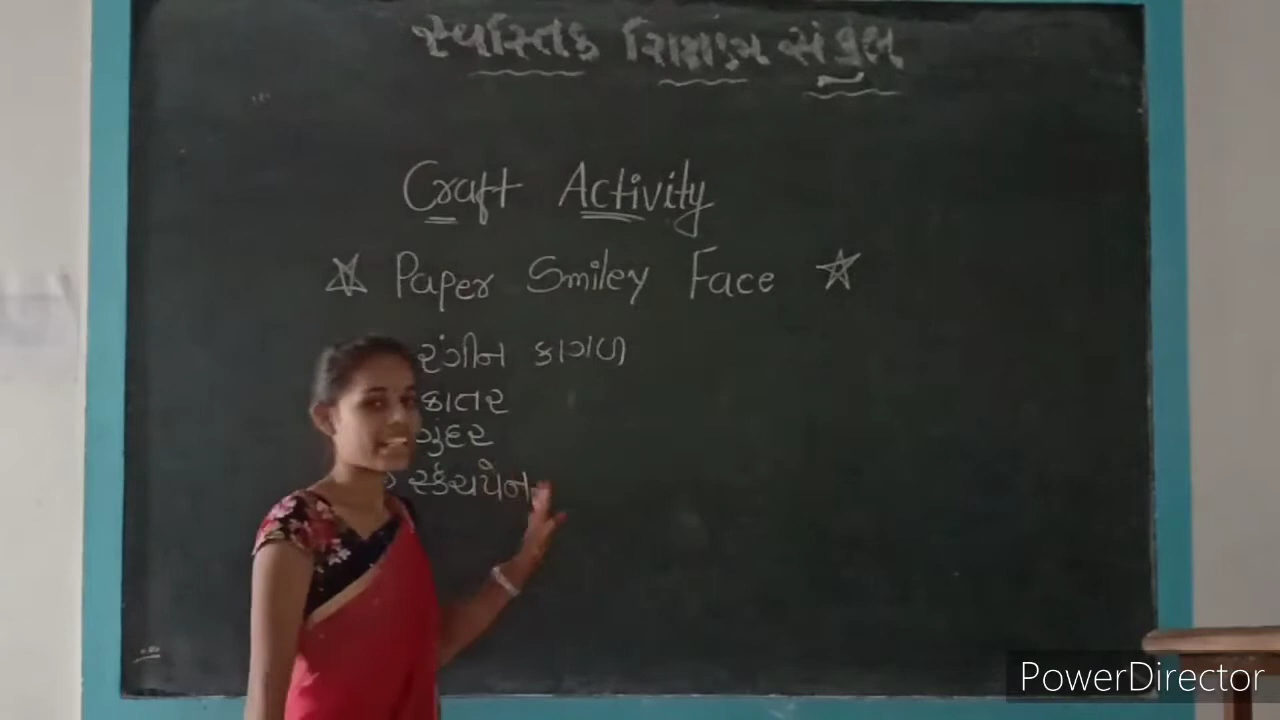 સ્વસ્તિક શિક્ષણ સંકુલ
Craft Activity
☆ Paper Smiley Face ☆
રંગીન કાગળ
કાતર
ગુંદર
સ્કેચપેન
PowerDirector